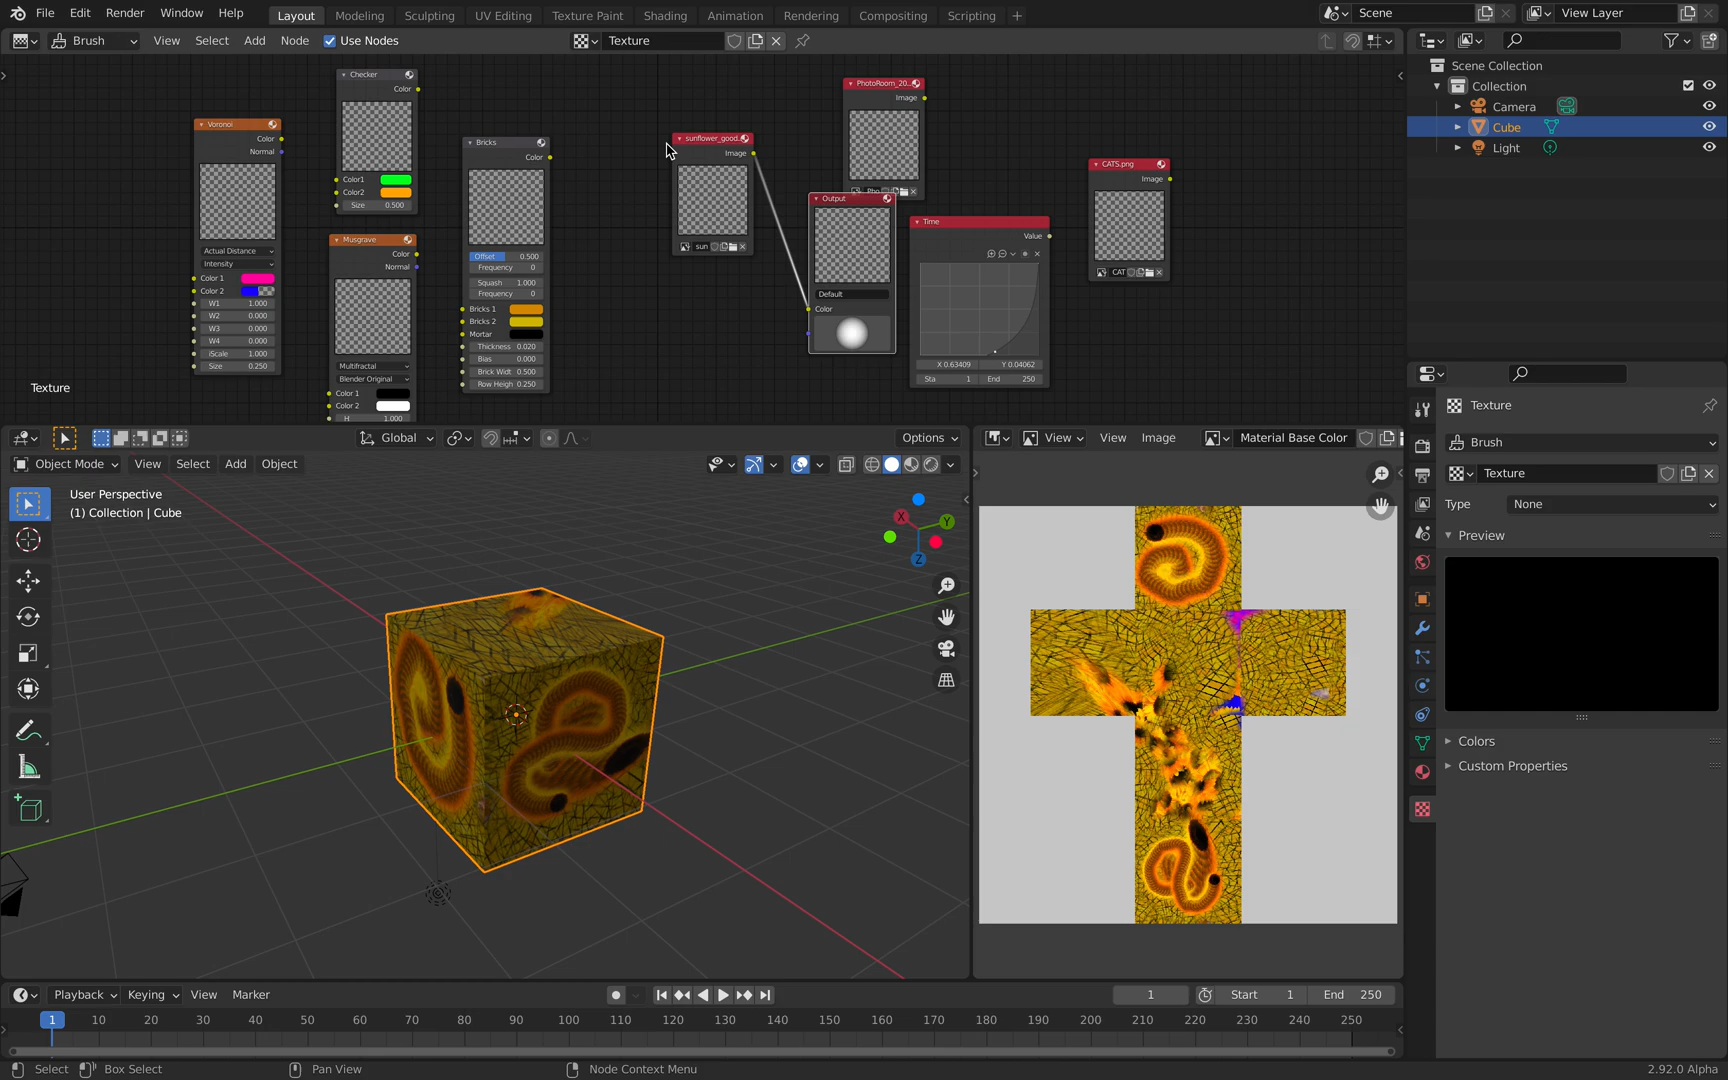 File Edit Render Window Help Layout Modeling Sculpting UV Editing Texture Paint Shading Animation Rendering Compositing Scripting + Scene View Layer
Brush View Select Add Node Use Nodes Texture
Scene Collection
Collection
Camera
Cube
Light
Checker
Color
Color1
Color2
Size 0.500
Voronoi
Color
Normal
Actual Distance
Intensity
Color 1
Color 2
W1 1.000
W2 0.000
W3 0.000
W4 0.000
iScale 1.000
Size 0.250
Musgrave
Color
Normal
Multifractal
Blender Original
Color 1
Color 2
H 1.000
Bricks
Color
Offset 0.500
Frequency 0
Squash 1.000
Frequency 0
Bricks 1
Bricks 2
Mortar
Thickness 0.020
Bias 0.000
Brick Widt 0.500
Row Heigh 0.250
sunflower_good..
Image
sun
PhotoRoom_20..
Image
Pho
Output
Default
Color
Time
Value
X 0.63409 Y 0.04062
Sta 1 End 250
CATS.png
Image
CAT
Texture
Global Options
Object Mode View Select Add Object
User Perspective
(1) Collection | Cube
X Y Z
View View Image Material Base Color
Texture
Brush
Texture
Type None
Preview
Colors
Custom Properties
Playback Keying View Marker 1 Start 1 End 250
1 10 20 30 40 50 60 70 80 90 100 110 120 130 140 150 160 170 180 190 200 210 220 230 240 250
Select Box Select Pan View Node Context Menu 2.92.0 Alpha